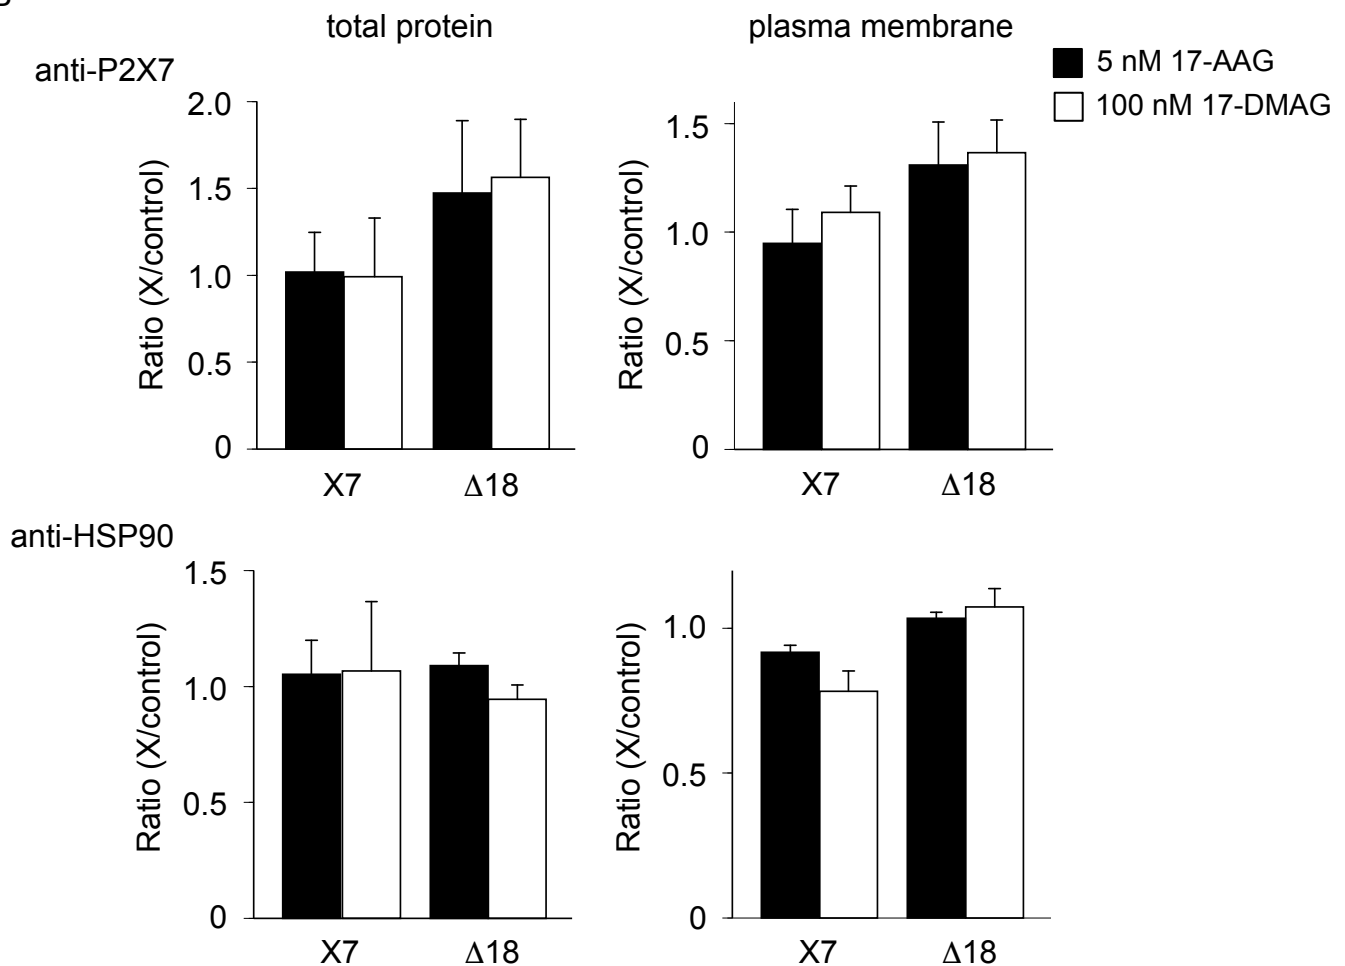 total protein
plasma membrane
anti-P2X7
5 nM 17-AAG
100 nM 17-DMAG
Ratio (X/control)
2.0
1.5
1.0
0.5
0
X7
Δ18
Ratio (X/control)
1.5
1.0
0.5
0
X7
Δ18
anti-HSP90
Ratio (X/control)
1.5
1.0
0.5
0
X7
Δ18
Ratio (X/control)
1.0
0.5
0
X7
Δ18